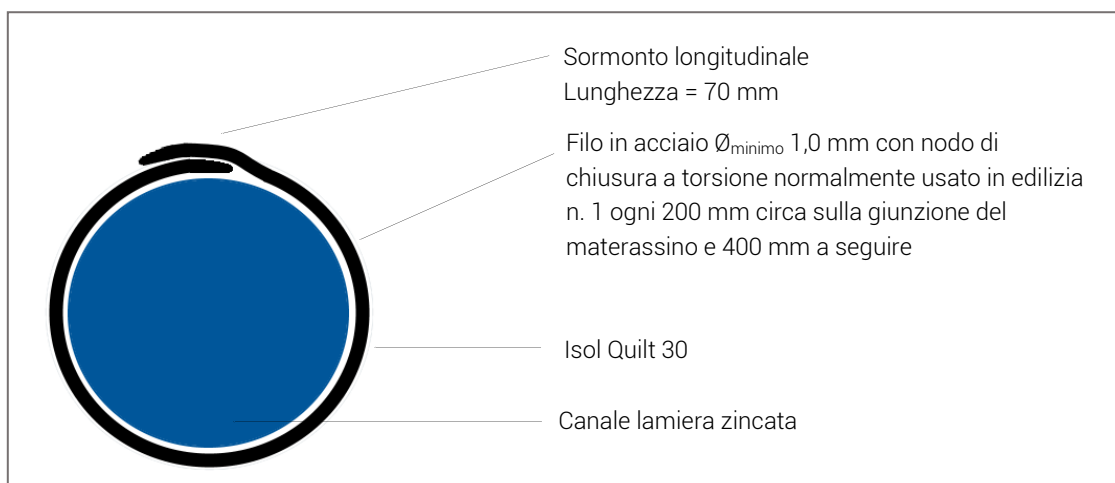 Sormonto longitudinale
Lunghezza = 70 mm
Filo in acciaio Øminimo 1,0 mm con nodo di
chiusura a torsione normalmente usato in edilizia
n. 1 ogni 200 mm circa sulla giunzione del
materassino e 400 mm a seguire
Isol Quilt 30
Canale lamiera zincata